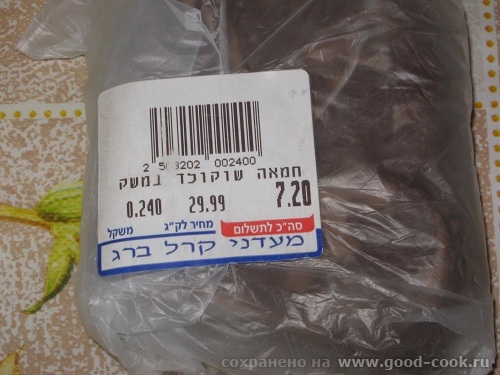 2 503202 002400
חמאה שוקולד במשק
0.240 29.99 7.20
משקל מחיר לק"ג סה"כ לתשלום
מעדני קרל ברג
сохранено на www.good-cook.ru